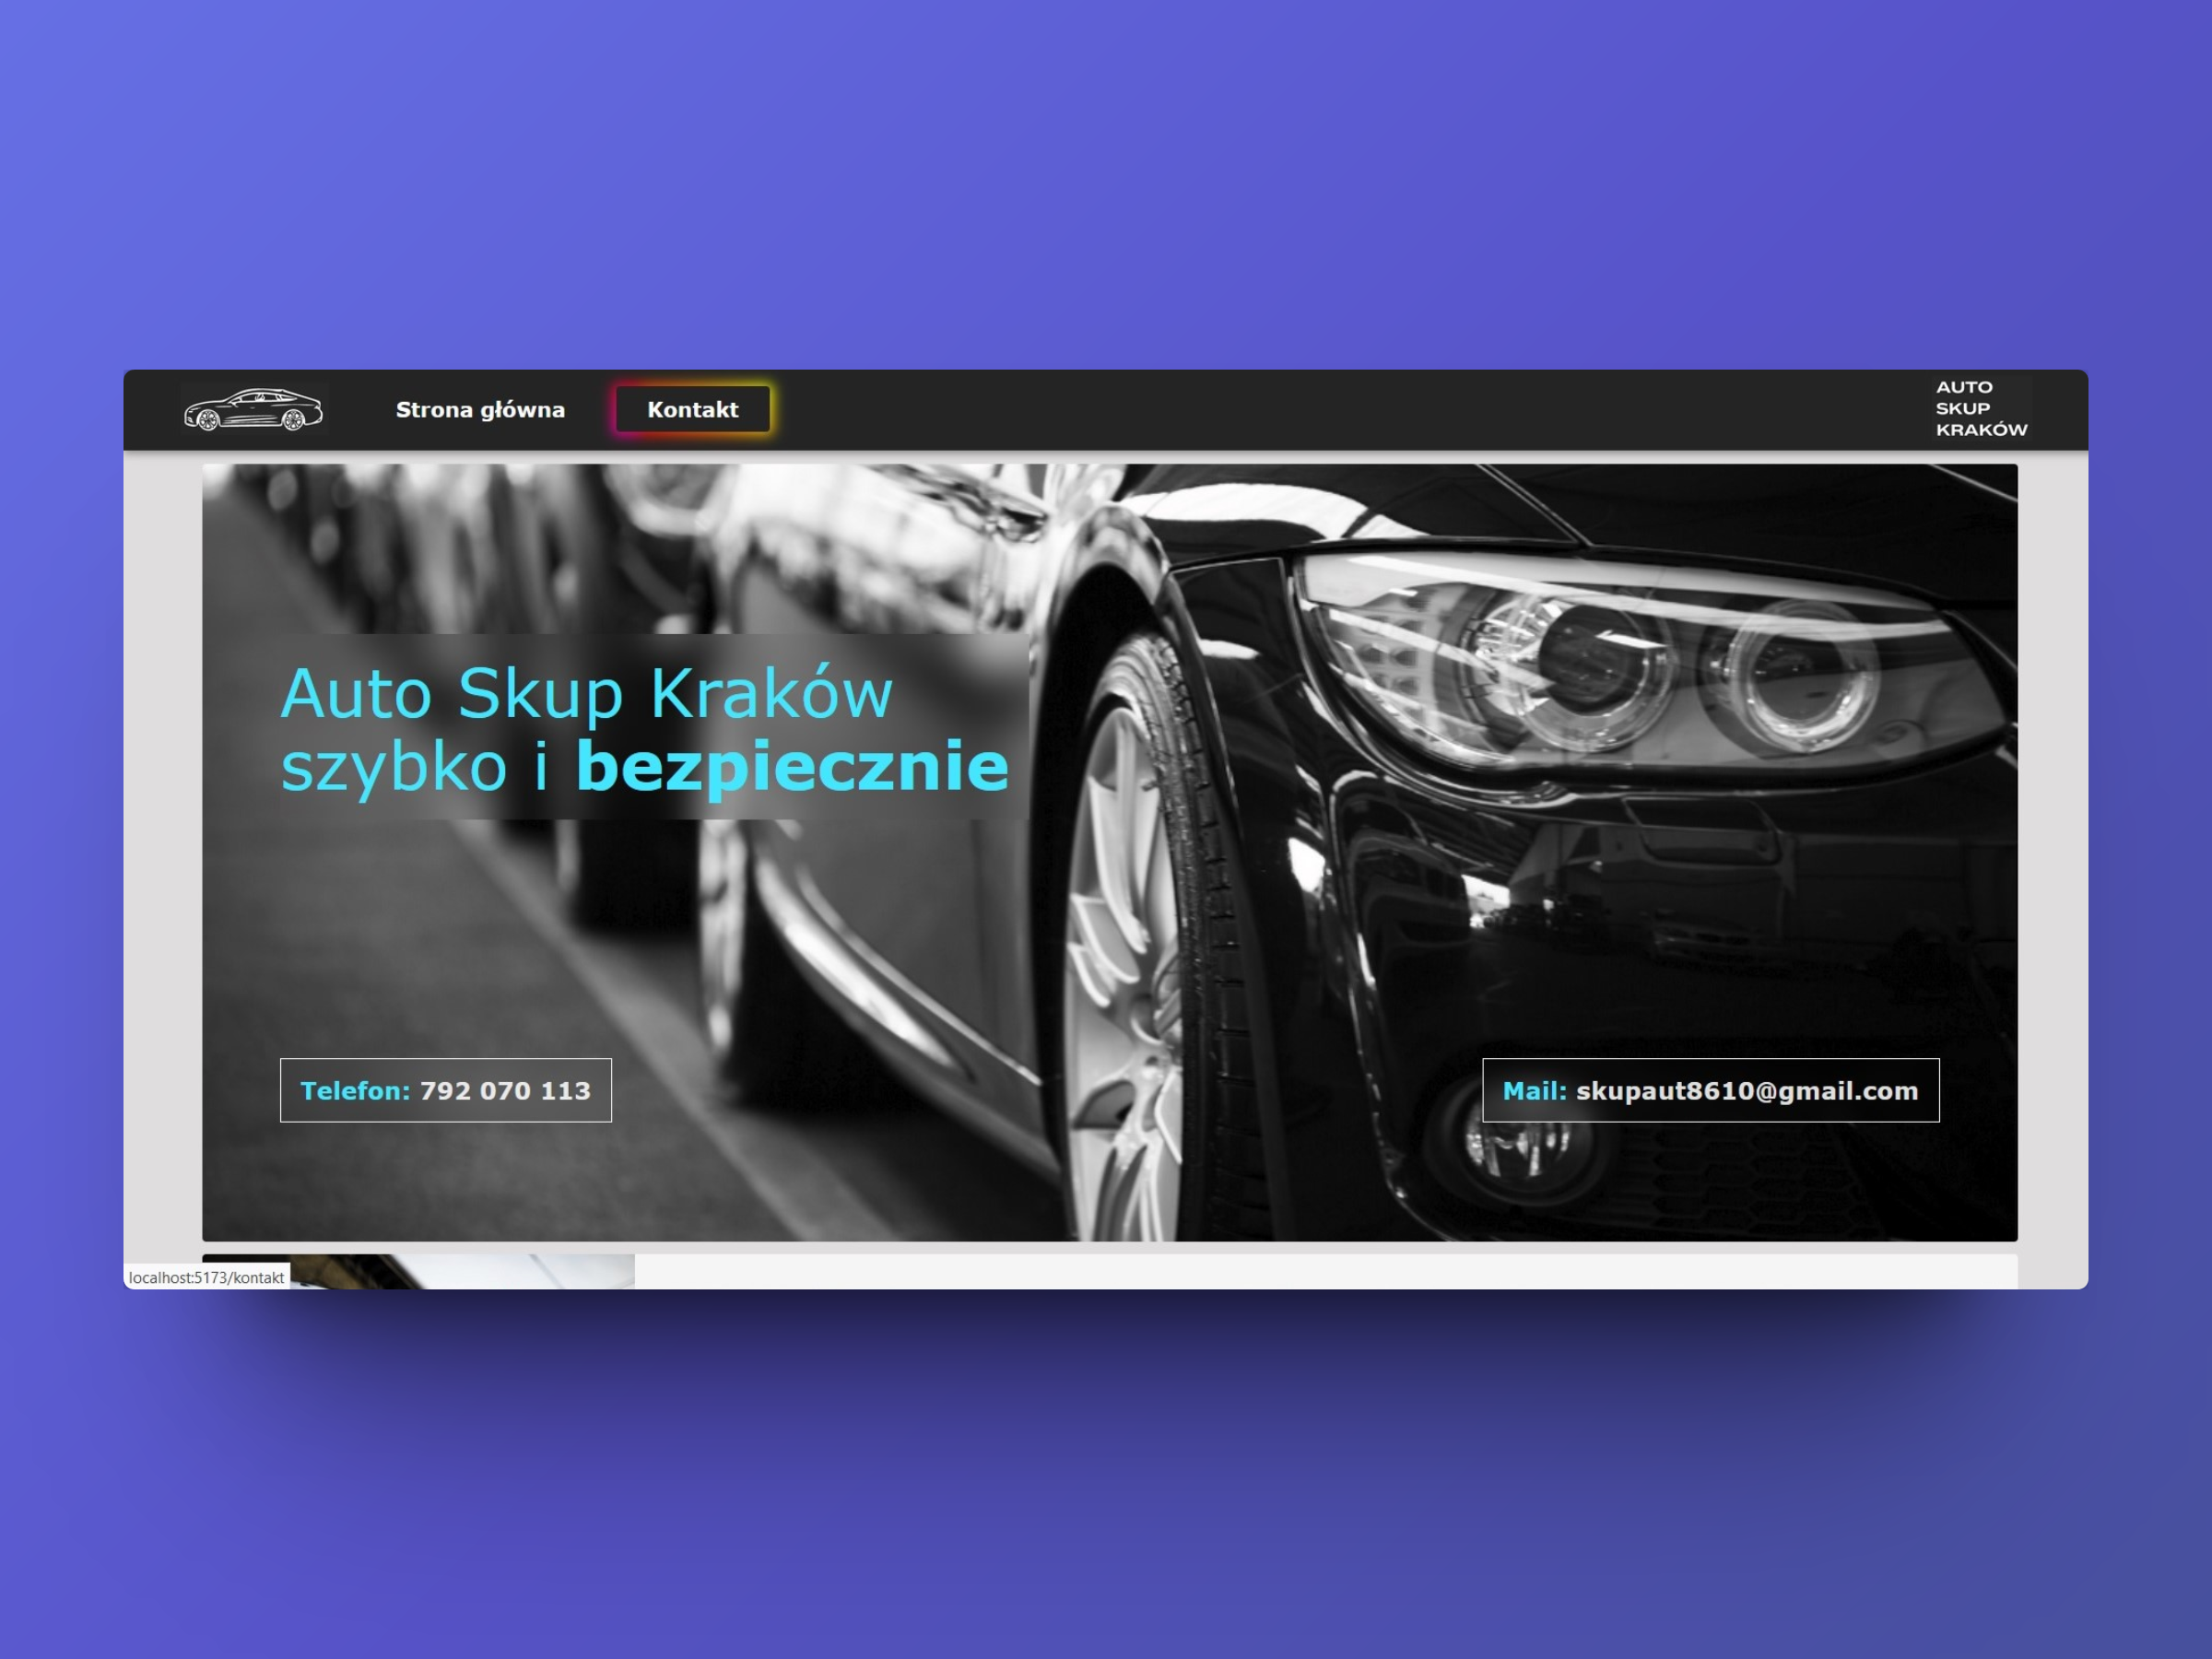 Strona główna
Kontakt
AUTO
SKUP
KRAKÓW
Auto Skup Kraków
szybko i bezpiecznie
Telefon: 792 070 113
Mail: skupaut8610@gmail.com
localhost:5173/kontakt